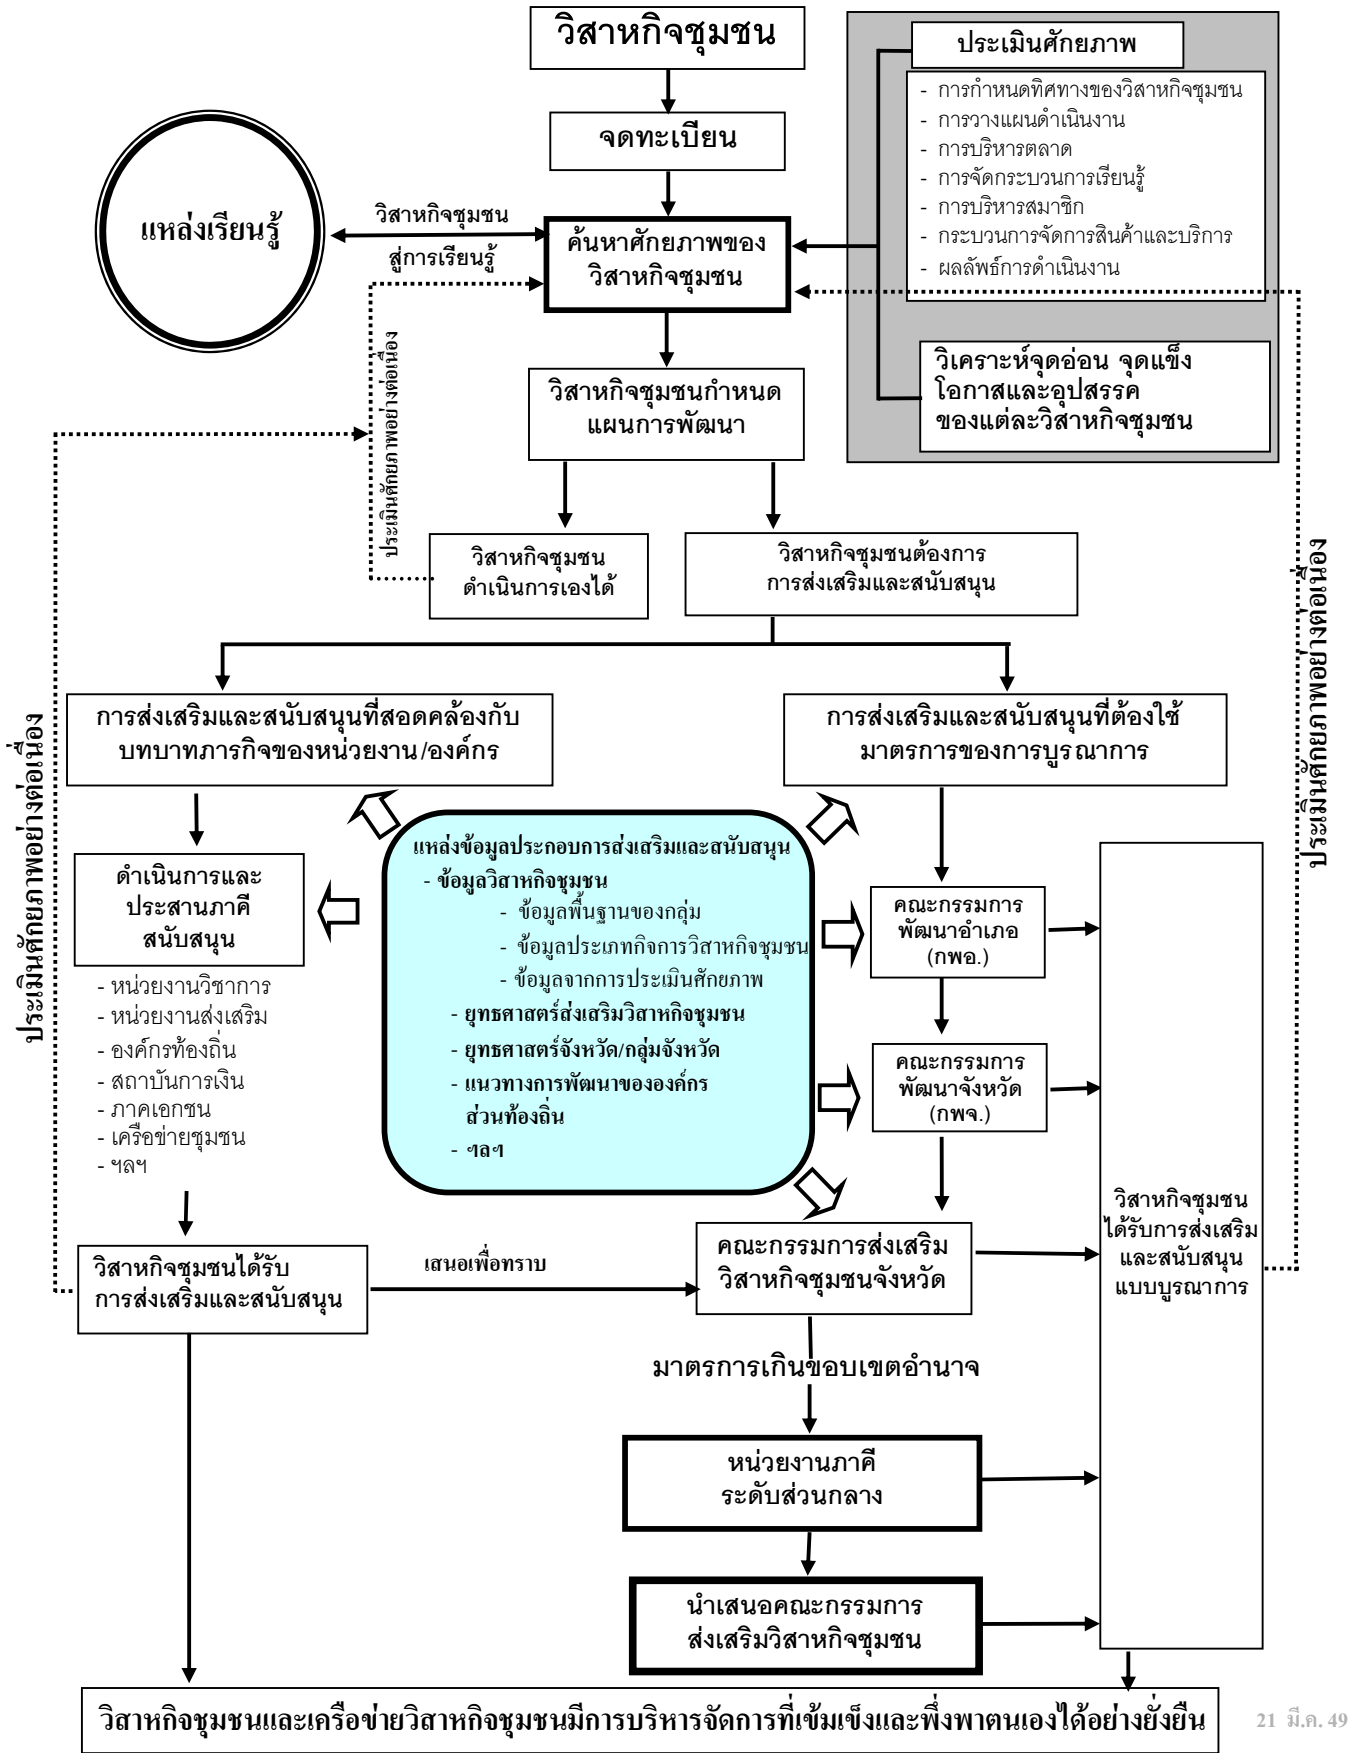 วิสาหกิจชุมชน
จดทะเบียน
ประเมินศักยภาพ
- การกำหนดทิศทางของวิสาหกิจชุมชน
- การวางแผนดำเนินงาน
- การบริหารตลาด
- การจัดกระบวนการเรียนรู้
- การบริหารสมาชิก
- กระบวนการจัดการสินค้าและบริการ
- ผลลัพธ์การดำเนินงาน
วิเคราะห์จุดอ่อน จุดแข็ง
โอกาสและอุปสรรค
ของแต่ละวิสาหกิจชุมชน
แหล่งเรียนรู้
วิสาหกิจชุมชน
สู่การเรียนรู้
ค้นหาศักยภาพของ
วิสาหกิจชุมชน
วิสาหกิจชุมชนกำหนด
แผนการพัฒนา
ประเมินศักยภาพอย่างต่อเนื่อง
วิสาหกิจชุมชน
ดำเนินการเองได้
วิสาหกิจชุมชนต้องการ
การส่งเสริมและสนับสนุน
ประเมินศักยภาพอย่างต่อเนื่อง
ประเมินศักยภาพอย่างต่อเนื่อง
การส่งเสริมและสนับสนุนที่สอดคล้องกับ
บทบาทภารกิจของหน่วยงาน/องค์กร
การส่งเสริมและสนับสนุนที่ต้องใช้
มาตรการของการบูรณาการ
ดำเนินการและ
ประสานภาคี
สนับสนุน
- หน่วยงานวิชาการ
- หน่วยงานส่งเสริม
- องค์กรท้องถิ่น
- สถาบันการเงิน
- ภาคเอกชน
- เครือข่ายชุมชน
- ฯลฯ
แหล่งข้อมูลประกอบการส่งเสริมและสนับสนุน
- ข้อมูลวิสาหกิจชุมชน
- ข้อมูลพื้นฐานของกลุ่ม
- ข้อมูลประเภทกิจการวิสาหกิจชุมชน
- ข้อมูลจากการประเมินศักยภาพ
- ยุทธศาสตร์ส่งเสริมวิสาหกิจชุมชน
- ยุทธศาสตร์จังหวัด/กลุ่มจังหวัด
- แนวทางการพัฒนาขององค์กร
ส่วนท้องถิ่น
- ฯลฯ
คณะกรรมการ
พัฒนาอำเภอ
(กพอ.)
คณะกรรมการ
พัฒนาจังหวัด
(กพจ.)
วิสาหกิจชุมชน
ได้รับการส่งเสริม
และสนับสนุน
แบบบูรณาการ
วิสาหกิจชุมชนได้รับ
การส่งเสริมและสนับสนุน
เสนอเพื่อทราบ
คณะกรรมการส่งเสริม
วิสาหกิจชุมชนจังหวัด
มาตรการเกินขอบเขตอำนาจ
หน่วยงานภาคี
ระดับส่วนกลาง
นำเสนอคณะกรรมการ
ส่งเสริมวิสาหกิจชุมชน
วิสาหกิจชุมชนและเครือข่ายวิสาหกิจชุมชนมีการบริหารจัดการที่เข้มแข็งและพึ่งพาตนเองได้อย่างยั่งยืน
21 มี.ค. 49